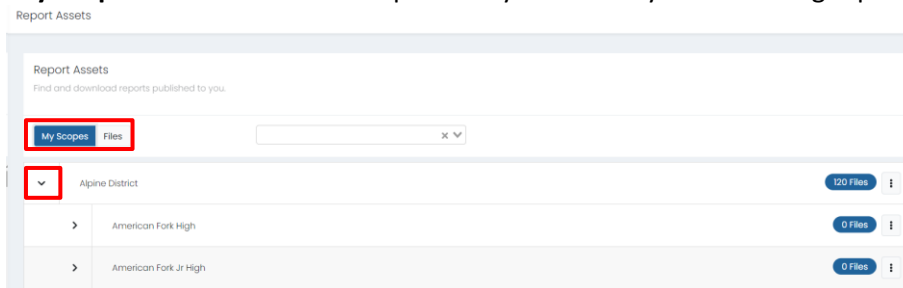 Report Assets
Report Assets
Find and download reports published to you.
My Scopes Files
Alpine District 120 Files
American Fork High 0 Files
American Fork Jr High 0 Files